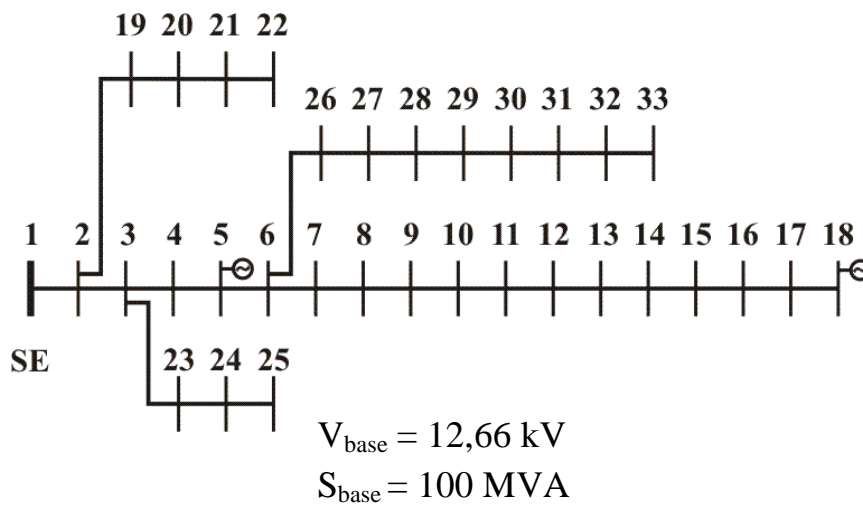 19 20 21 22
26 27 28 29 30 31 32 33
1 2 3 4 5 6 7 8 9 10 11 12 13 14 15 16 17 18
SE
23 24 25
V_base = 12,66 kV
S_base = 100 MVA